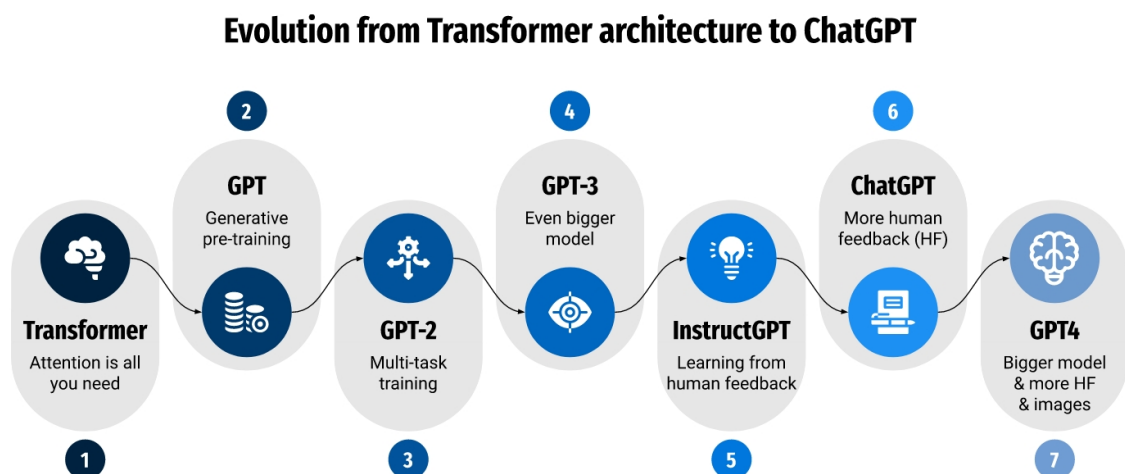 Evolution from Transformer architecture to ChatGPT
1
Transformer
Attention is all
you need
2
GPT
Generative
pre-training
3
GPT-2
Multi-task
training
4
GPT-3
Even bigger
model
5
InstructGPT
Learning from
human feedback
6
ChatGPT
More human
feedback (HF)
7
GPT4
Bigger model
& more HF
& images